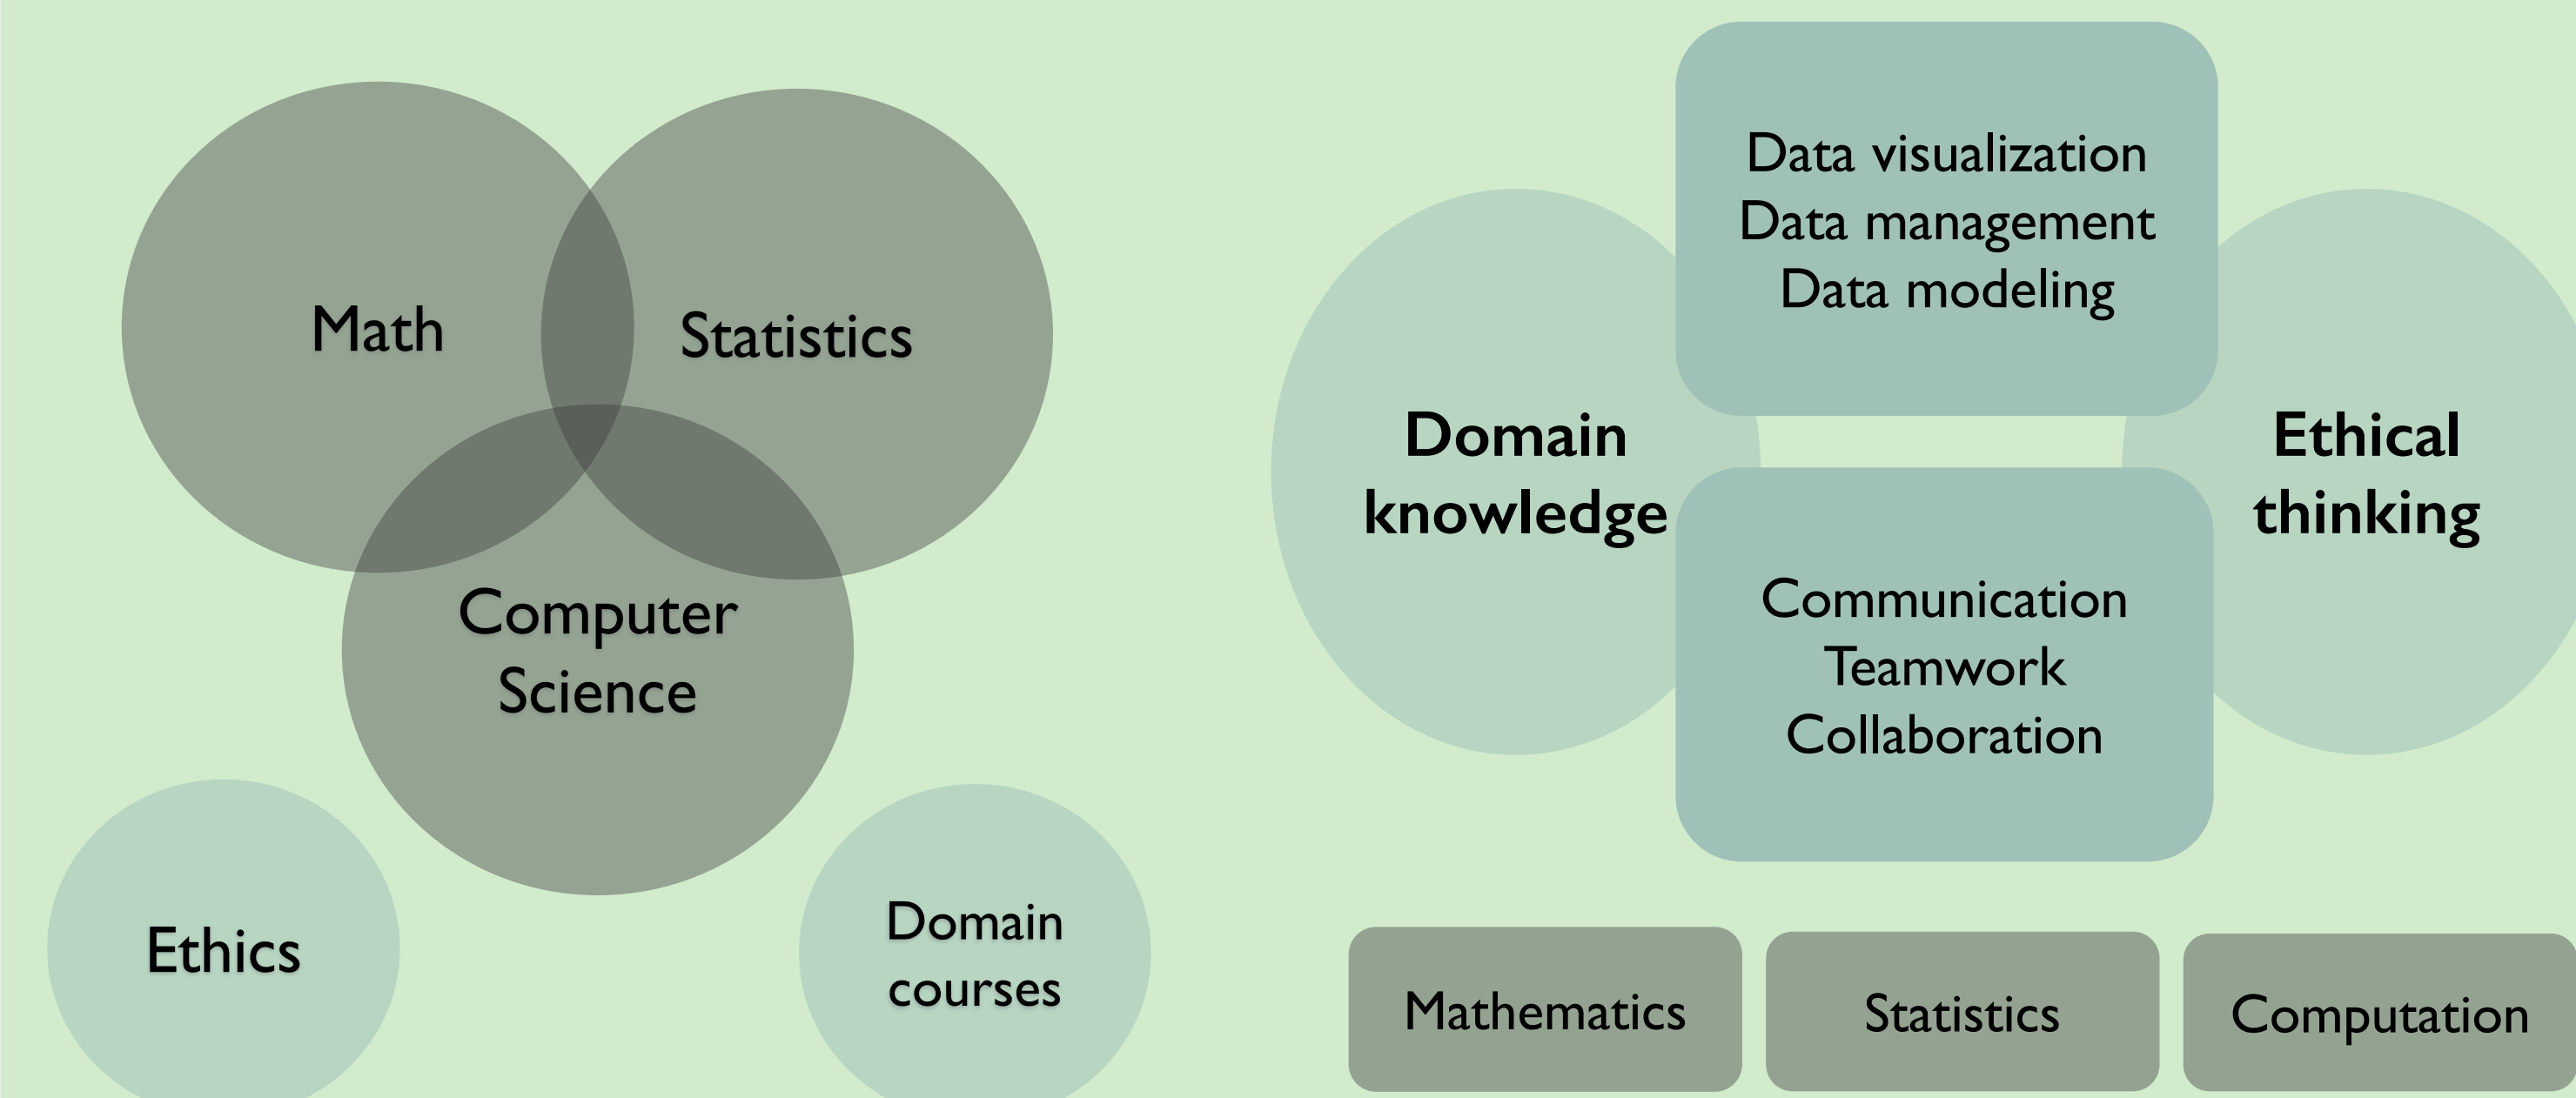 Math
Statistics
Computer
Science
Ethics
Domain
courses
Data visualization
Data management
Data modeling
Domain
knowledge
Ethical
thinking
Communication
Teamwork
Collaboration
Mathematics
Statistics
Computation